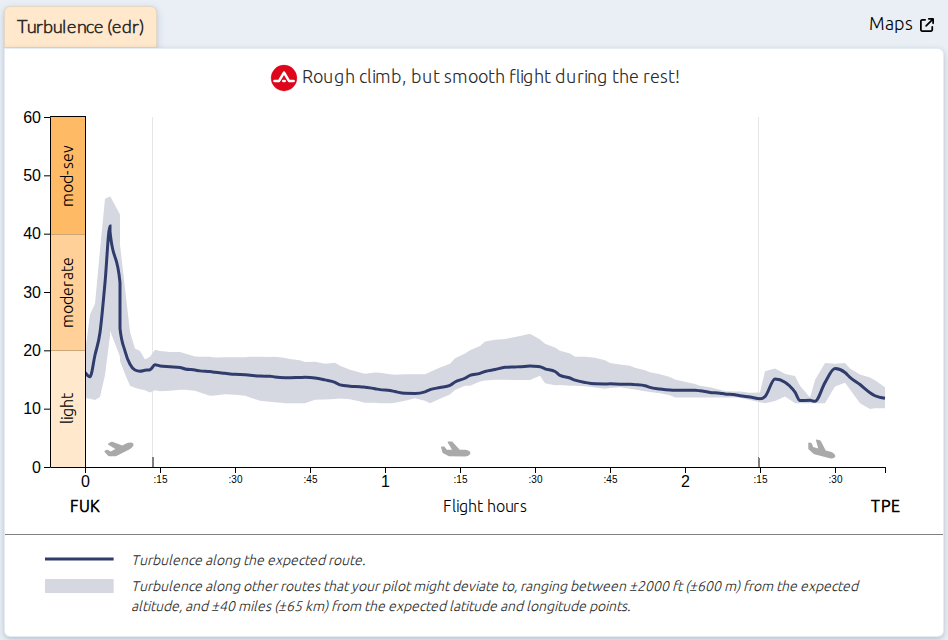 Turbulence (edr)
Maps
Rough climb, but smooth flight during the rest!
60
50
40
30
20
10
0
mod-sev
moderate
light
0 :15 :30 :45 1 :15 :30 :45 2 :15 :30
FUK Flight hours TPE
Turbulence along the expected route.
Turbulence along other routes that your pilot might deviate to, ranging between ±2000 ft (±600 m) from the expected
altitude, and ±40 miles (±65 km) from the expected latitude and longitude points.